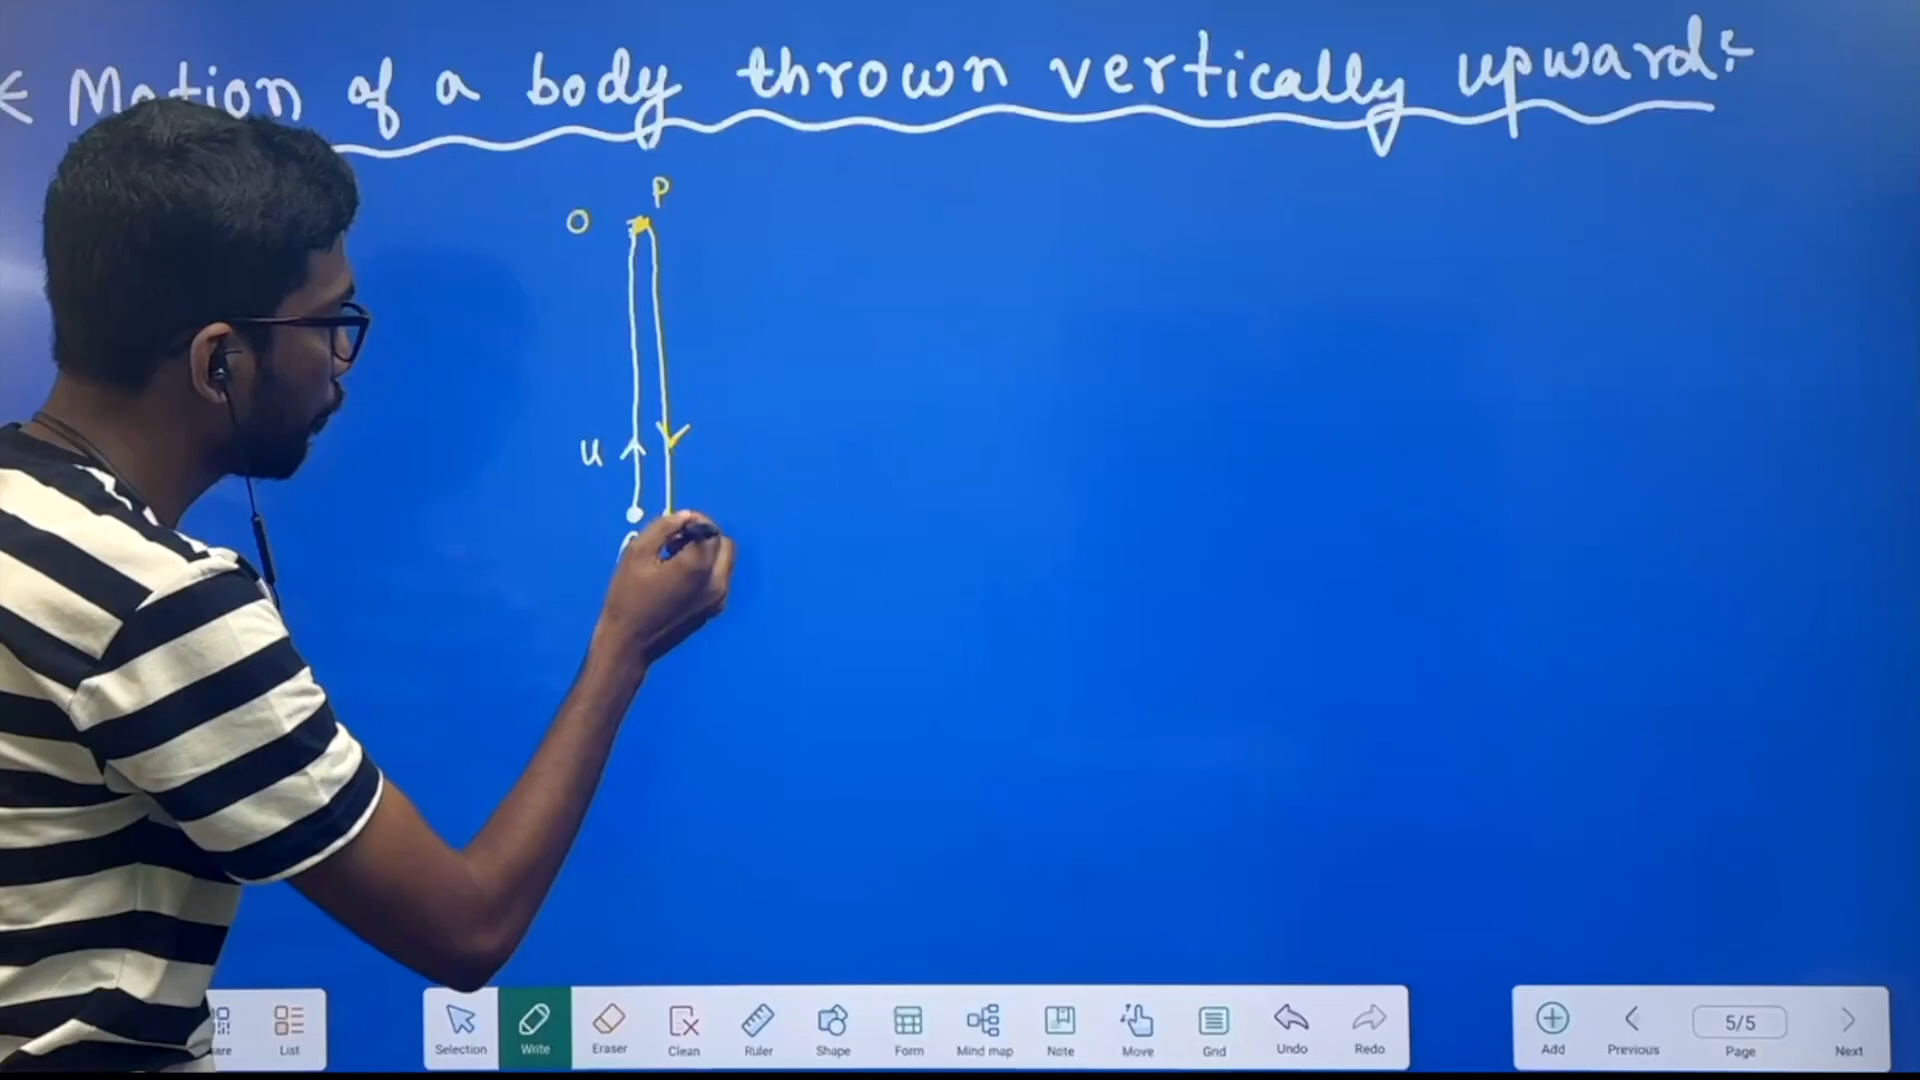 Motion of a body thrown vertically upward:
P
O
u
List
Selection Write Eraser Clean Ruler Shape Form Mind map Note Move Grid Undo Redo
Add Previous 5/5 Page Next